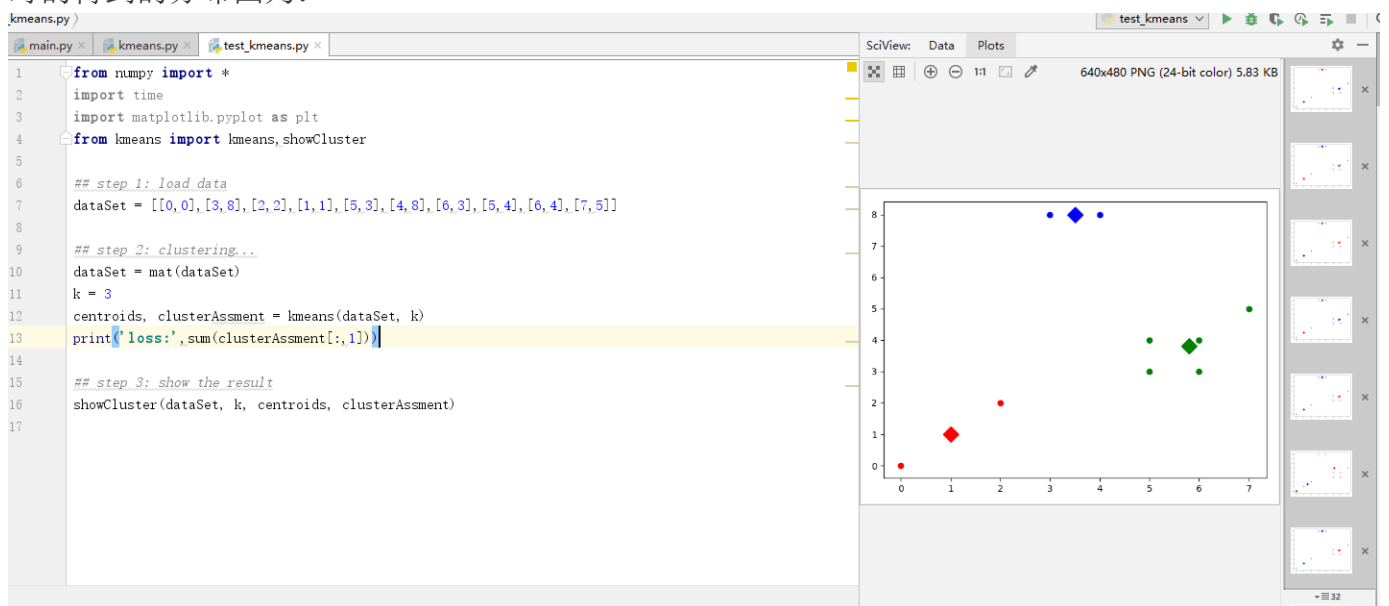 kmeans.py
test_kmeans
main.py
kmeans.py
test_kmeans.py
SciView:
Data
Plots
1 from numpy import *
2 import time
3 import matplotlib.pyplot as plt
4 from kmeans import kmeans,showCluster
5
6 ## step 1: load data
7 dataSet = [[0,0],[3,8],[2,2],[1,1],[5,3],[4,8],[6,3],[5,4],[6,4],[7,5]]
8
9 ## step 2: clustering...
10 dataSet = mat(dataSet)
11 k = 3
12 centroids, clusterAssment = kmeans(dataSet, k)
13 print('loss:',sum(clusterAssment[:,1]))
14
15 ## step 3: show the result
16 showCluster(dataSet, k, centroids, clusterAssment)
17
1:1
640x480 PNG (24-bit color) 5.83 KB
8
7
6
5
4
3
2
1
0
0 1 2 3 4 5 6 7
32